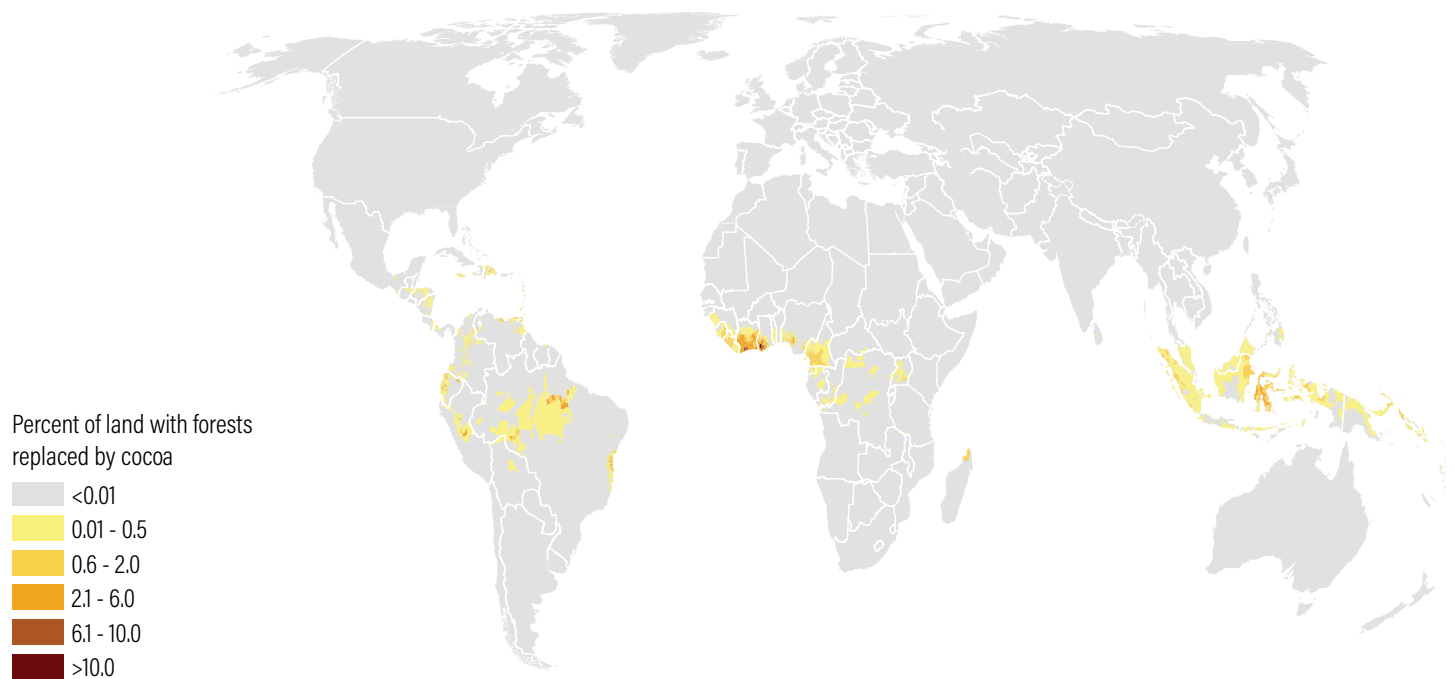 Percent of land with forests
replaced by cocoa
<0.01
0.01 - 0.5
0.6 - 2.0
2.1 - 6.0
6.1 - 10.0
>10.0